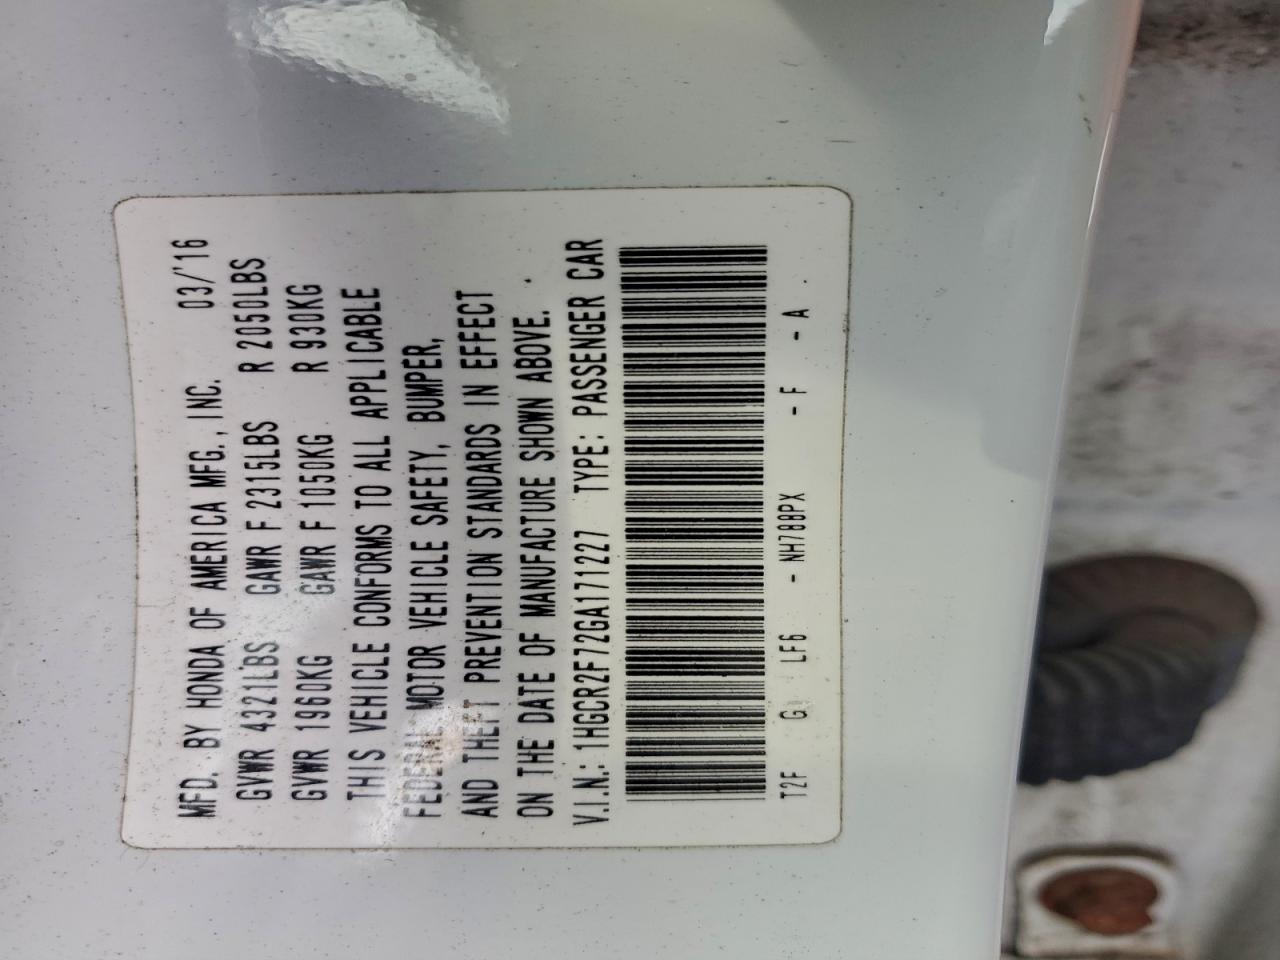 MFD. BY HONDA OF AMERICA MFG., INC. 03/'16
GVWR 4321LBS GAWR F 2315LBS R 2050LBS
GVWR 1960KG GAWR F 1050KG R 930KG
THIS VEHICLE CONFORMS TO ALL APPLICABLE
FEDERAL MOTOR VEHICLE SAFETY, BUMPER,
AND THEFT PREVENTION STANDARDS IN EFFECT
ON THE DATE OF MANUFACTURE SHOWN ABOVE.
V.I.N.: 1HGCR2F72GA171227 TYPE: PASSENGER CAR
T2F G LF6 - NH788PX - F - A